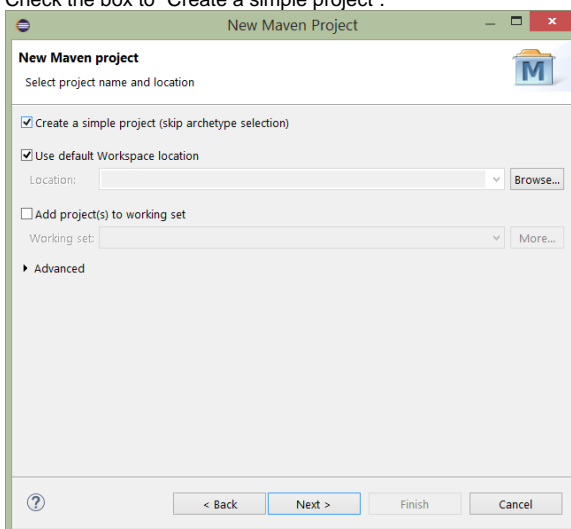 Check the box to "Create a simple project".
New Maven Project
New Maven project
Select project name and location
M
Create a simple project (skip archetype selection)
Use default Workspace location
Location:
Browse...
Add project(s) to working set
Working set:
More...
Advanced
?
< Back
Next >
Finish
Cancel